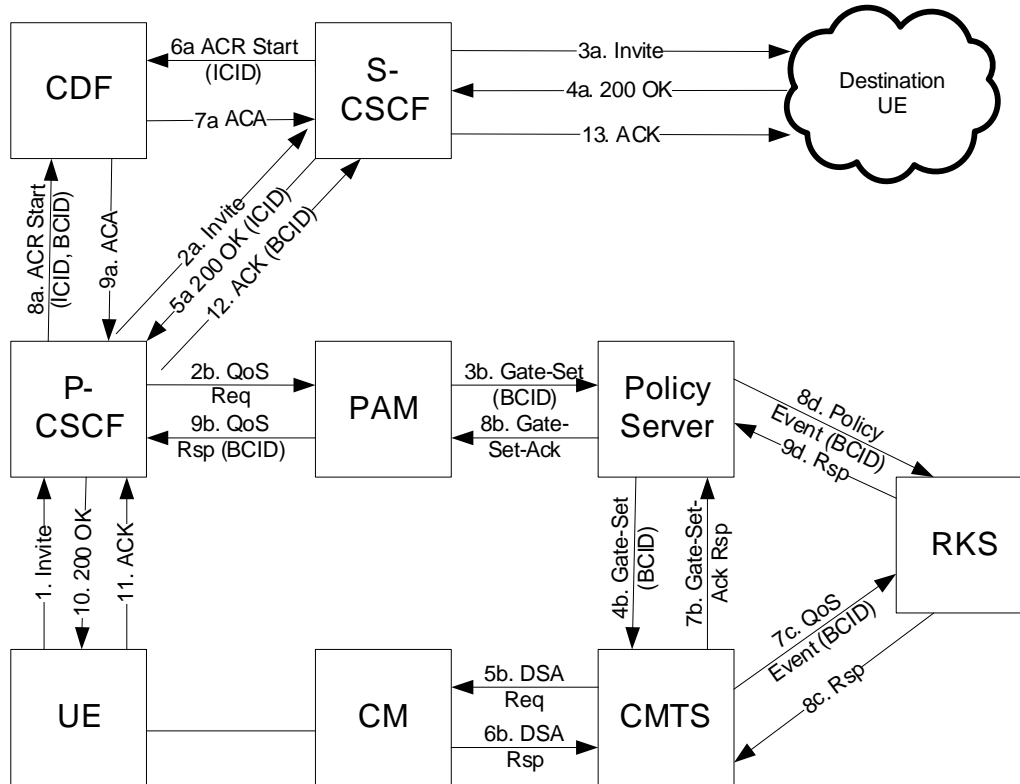 6a ACR Start
(ICID)
3a. Invite
CDF
S-
CSCF
4a. 200 OK
Destination
UE
7a ACA
13. ACK
8a. ACR Start
(ICID, BCID)
9a. ACA
2a. Invite
5a 200 OK (ICID)
12. ACK (BCID)
P-
CSCF
2b. QoS
Req
9b. QoS
Rsp (BCID)
PAM
3b. Gate-Set
(BCID)
8b. Gate-
Set-Ack
Policy
Server
8d. Policy
Event (BCID)
9d. Rsp
RKS
1. Invite
10. 200 OK
11. ACK
4b. Gate-Set
(BCID)
7b. Gate-Set-
Ack Rsp
7c. QoS
Event (BCID)
8c. Rsp
UE
CM
5b. DSA
Req
6b. DSA
Rsp
CMTS